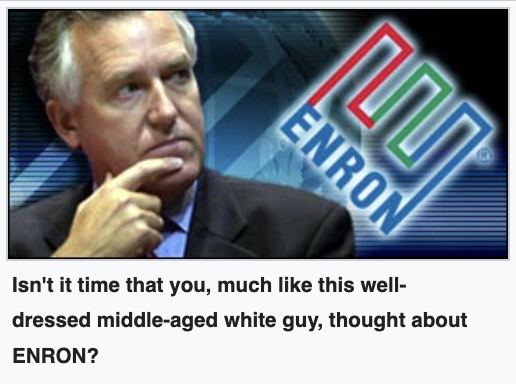 ENRON
®
Isn't it time that you, much like this well-
dressed middle-aged white guy, thought about
ENRON?